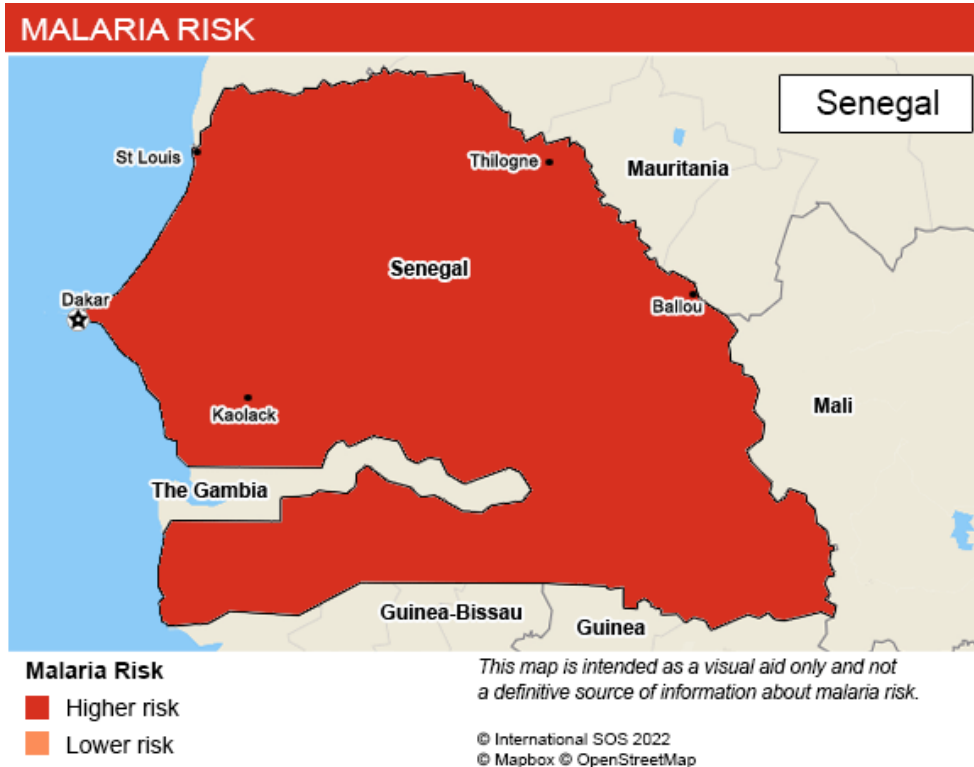 MALARIA RISK
Senegal
St Louis
Thilogne
Mauritania
Senegal
Dakar
Ballou
Kaolack
Mali
The Gambia
Guinea-Bissau
Guinea
Malaria Risk
Higher risk
Lower risk
This map is intended as a visual aid only and not
a definitive source of information about malaria risk.
© International SOS 2022
© Mapbox © OpenStreetMap